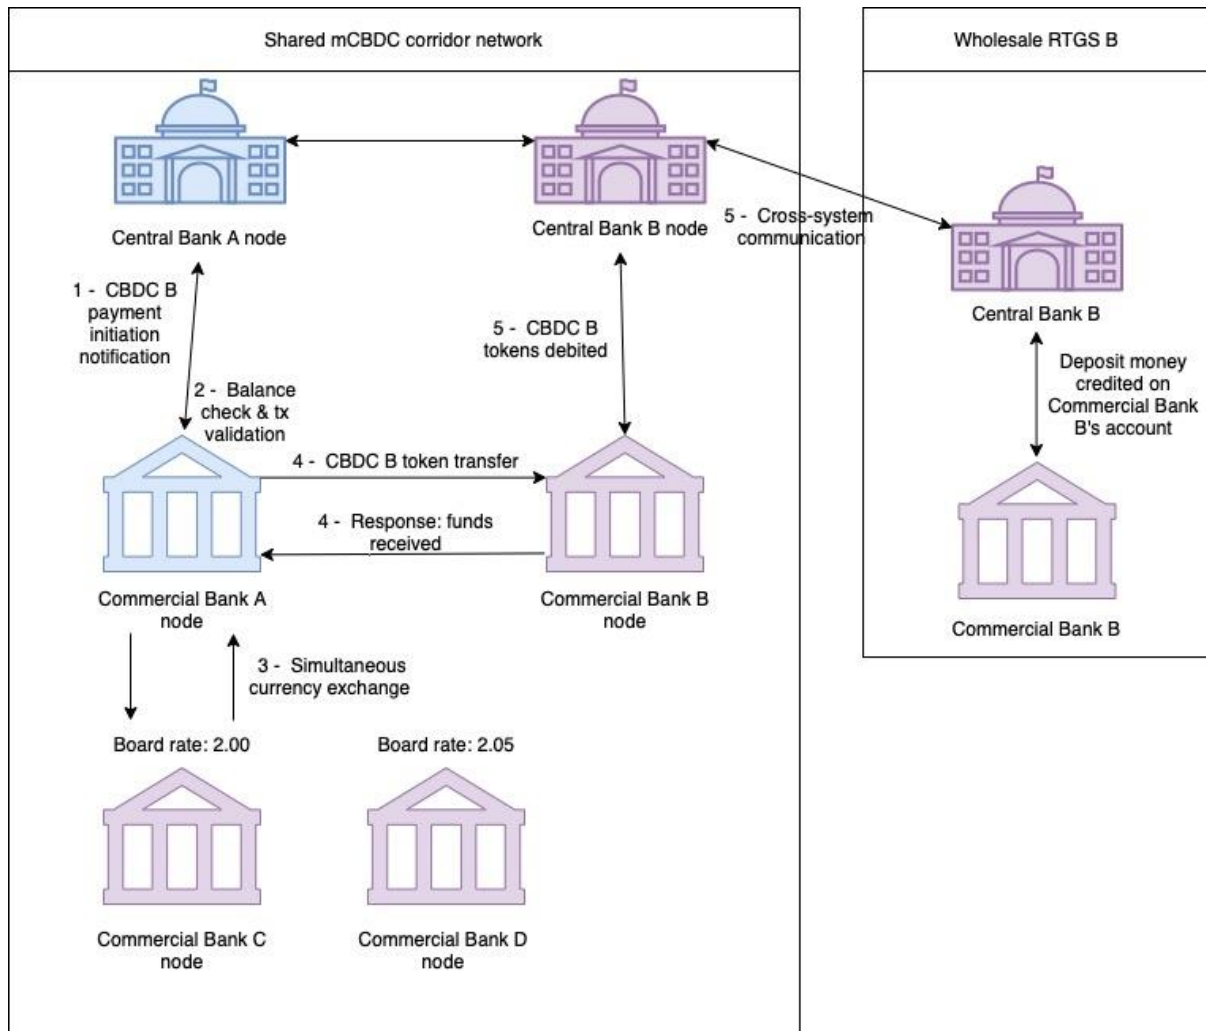 Shared mCBDC corridor network
Wholesale RTGS B
Central Bank A node
Central Bank B node
5 - Cross-system
communication
Central Bank B
1 - CBDC B
payment
initiation
notification
5 - CBDC B
tokens debited
Deposit money
credited on
Commercial Bank
B's account
2 - Balance
check & tx
validation
4 - CBDC B token transfer
4 - Response: funds
received
Commercial Bank A
node
Commercial Bank B
node
Commercial Bank B
3 - Simultaneous
currency exchange
Board rate: 2.00
Board rate: 2.05
Commercial Bank C
node
Commercial Bank D
node